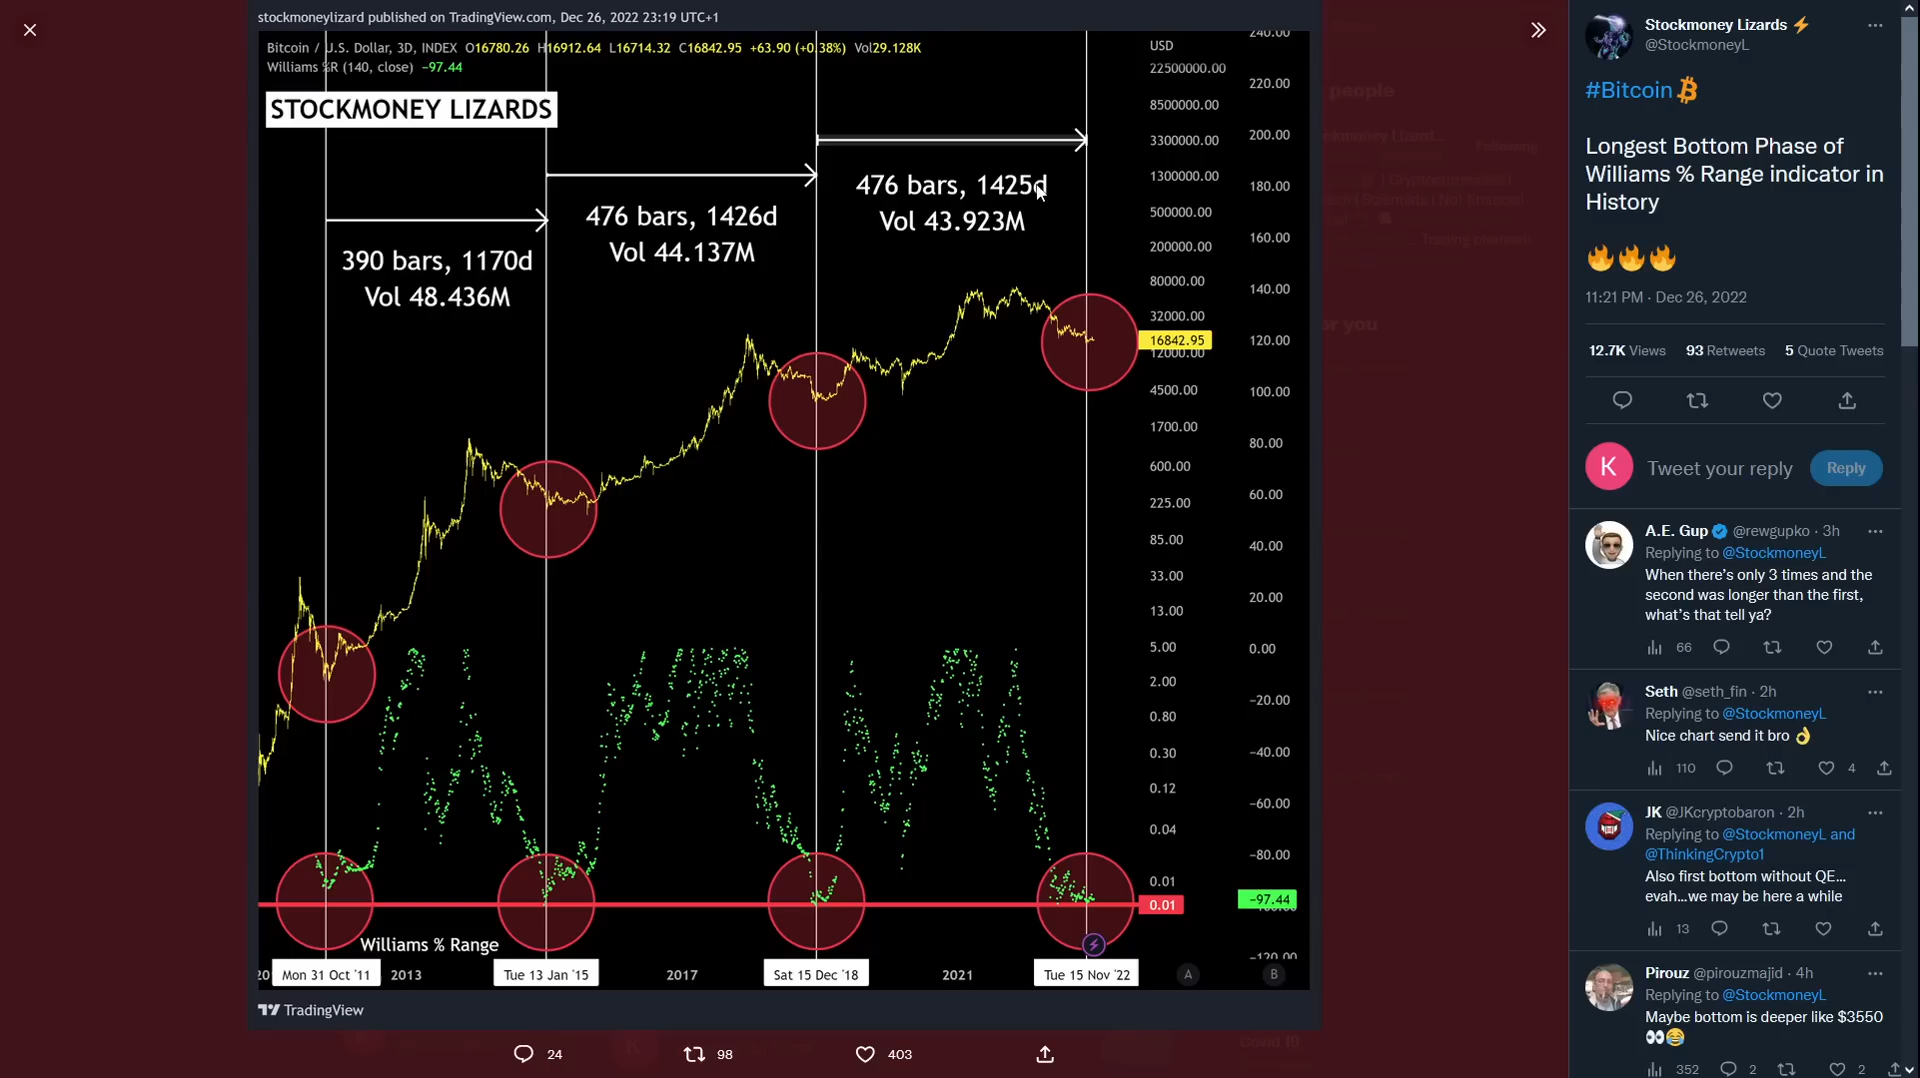 stockmoneylizard published on TradingView.com, Dec 26, 2022 23:19 UTC+1
Bitcoin / U.S. Dollar, 3D, INDEX O16780.26 H16912.64 L16714.32 C16842.95 +63.90 (+0.38%) Vol29.128K
Williams %R (140, close) −97.44
STOCKMONEY LIZARDS
390 bars, 1170d
Vol 48.436M
476 bars, 1426d
Vol 44.137M
476 bars, 1425d
Vol 43.923M
USD
22500000.00
8500000.00
3300000.00
1300000.00
500000.00
200000.00
80000.00
32000.00
16842.95
12000.00
4500.00
1700.00
600.00
225.00
85.00
33.00
13.00
5.00
2.00
0.80
0.30
0.12
0.04
0.01
0.01
240.00
220.00
200.00
180.00
160.00
140.00
120.00
100.00
80.00
60.00
40.00
20.00
0.00
−20.00
−40.00
−60.00
−80.00
−97.44
−120.00
Williams % Range
20
Mon 31 Oct '11
2013
Tue 13 Jan '15
2017
Sat 15 Dec '18
2021
Tue 15 Nov '22
A
B
TradingView
24
98
403
people
Following
or you
Covid 19
Stockmoney Lizards⚡
@StockmoneyL
#Bitcoin
Longest Bottom Phase of
Williams % Range indicator in
History
🔥🔥🔥
11:21 PM · Dec 26, 2022
12.7K Views 93 Retweets 5 Quote Tweets
K
Tweet your reply
Reply
A.E. Gup @rewgupko · 3h
Replying to @StockmoneyL
When there's only 3 times and the
second was longer than the first,
what's that tell ya?
66
Seth @seth_fin · 2h
Replying to @StockmoneyL
Nice chart send it bro 👌
110
4
JK @JKcryptobaron · 2h
Replying to @StockmoneyL and
@ThinkingCrypto1
Also first bottom without QE...
evah...we may be here a while
13
Pirouz @pirouzmajid · 4h
Replying to @StockmoneyL
Maybe bottom is deeper like $3550
👀😂
352
2
2